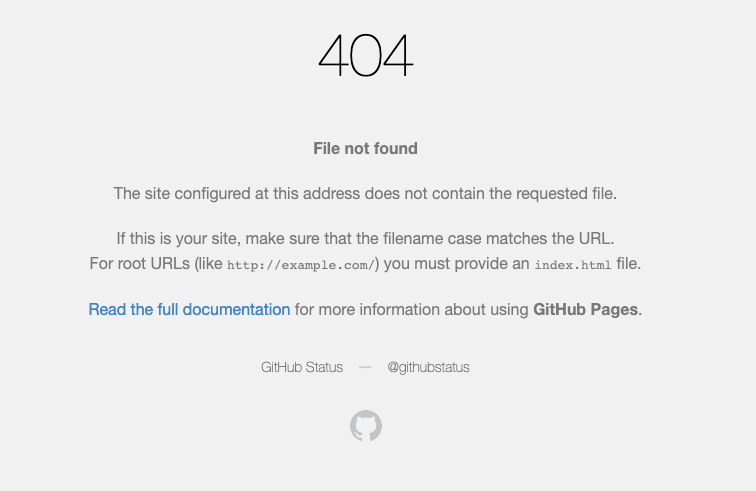 404
File not found
The site configured at this address does not contain the requested file.
If this is your site, make sure that the filename case matches the URL.
For root URLs (like http://example.com/) you must provide an index.html file.
Read the full documentation for more information about using GitHub Pages.
GitHub Status — @githubstatus